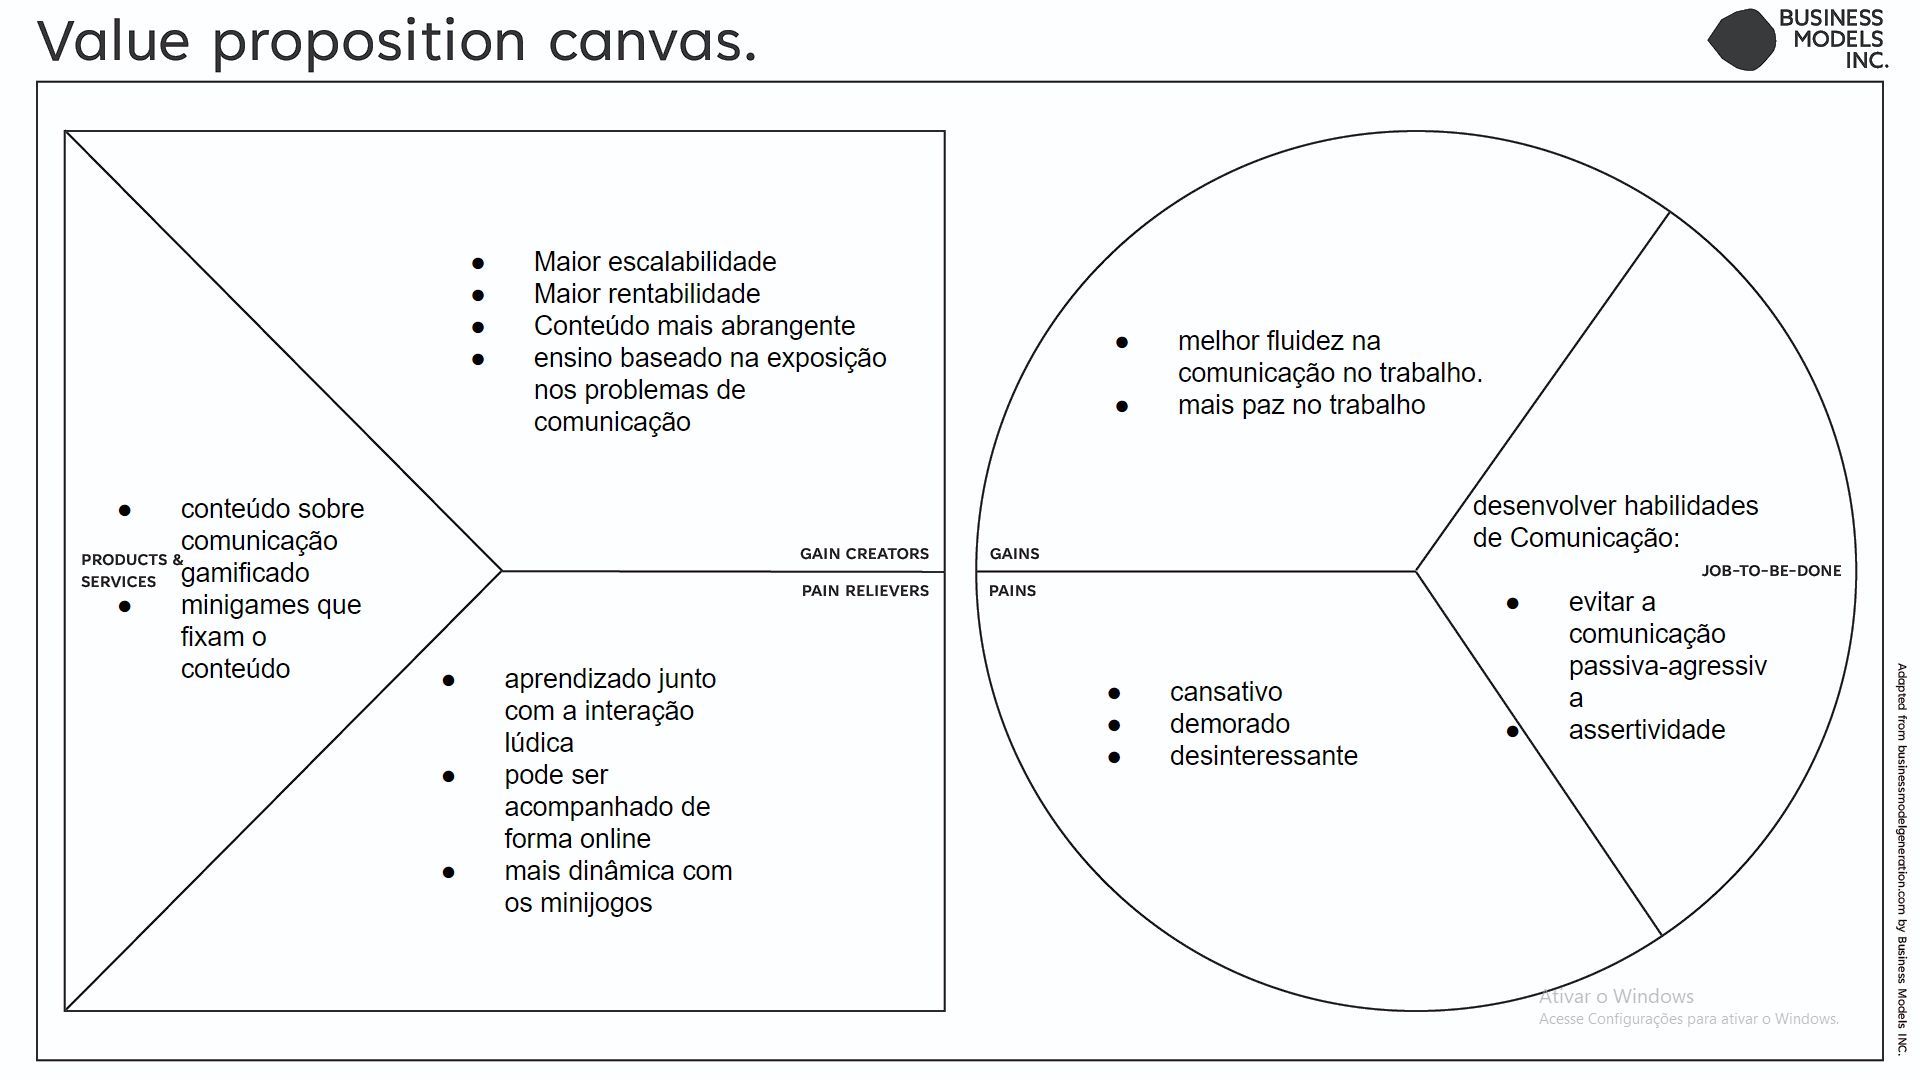 Value proposition canvas.
BUSINESS
MODELS
INC.
● Maior escalabilidade
● Maior rentabilidade
● Conteúdo mais abrangente
● ensino baseado na exposição
nos problemas de
comunicação
GAIN CREATORS
PRODUCTS &
SERVICES
● conteúdo sobre
comunicação
gamificado
● minigames que
fixam o
conteúdo
PAIN RELIEVERS
● aprendizado junto
com a interação
lúdica
● pode ser
acompanhado de
forma online
● mais dinâmica com
os minijogos
● melhor fluidez na
comunicação no trabalho.
● mais paz no trabalho
GAINS
PAINS
● cansativo
● demorado
● desinteressante
desenvolver habilidades
de Comunicação:
JOB-TO-BE-DONE
● evitar a
comunicação
passiva-agressiv
a
● assertividade
Ativar o Windows
Acesse Configurações para ativar o Windows.
Adapted from businessmodelgeneration.com by Business Models INC.